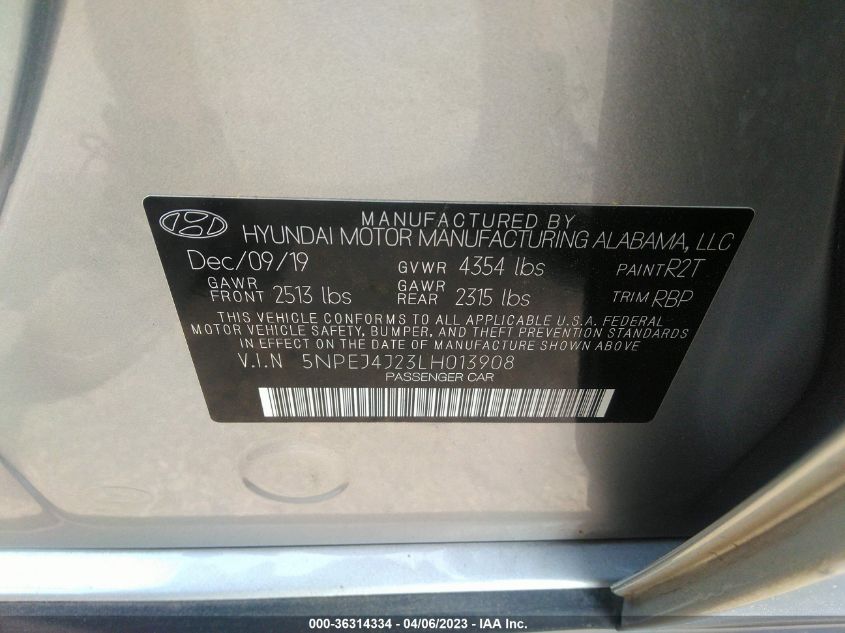 MANUFACTURED BY
HYUNDAI MOTOR MANUFACTURING ALABAMA, LLC
Dec/09/19 GVWR 4354 lbs PAINT R2T
GAWR FRONT 2513 lbs GAWR REAR 2315 lbs TRIM RBP
THIS VEHICLE CONFORMS TO ALL APPLICABLE U.S.A. FEDERAL
MOTOR VEHICLE SAFETY, BUMPER, AND THEFT PREVENTION STANDARDS
IN EFFECT ON THE DATE OF MANUFACTURE SHOWN ABOVE
V.I.N 5NPEJ4J23LH013908
PASSENGER CAR
000-36314334 - 04/06/2023 - IAA Inc.